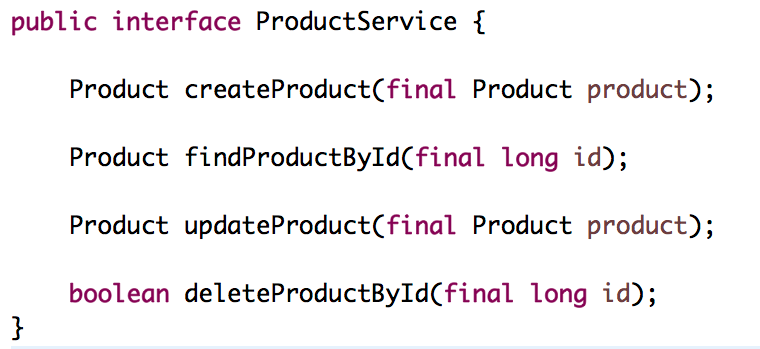 public interface ProductService {
Product createProduct(final Product product);
Product findProductById(final long id);
Product updateProduct(final Product product);
boolean deleteProductById(final long id);
}